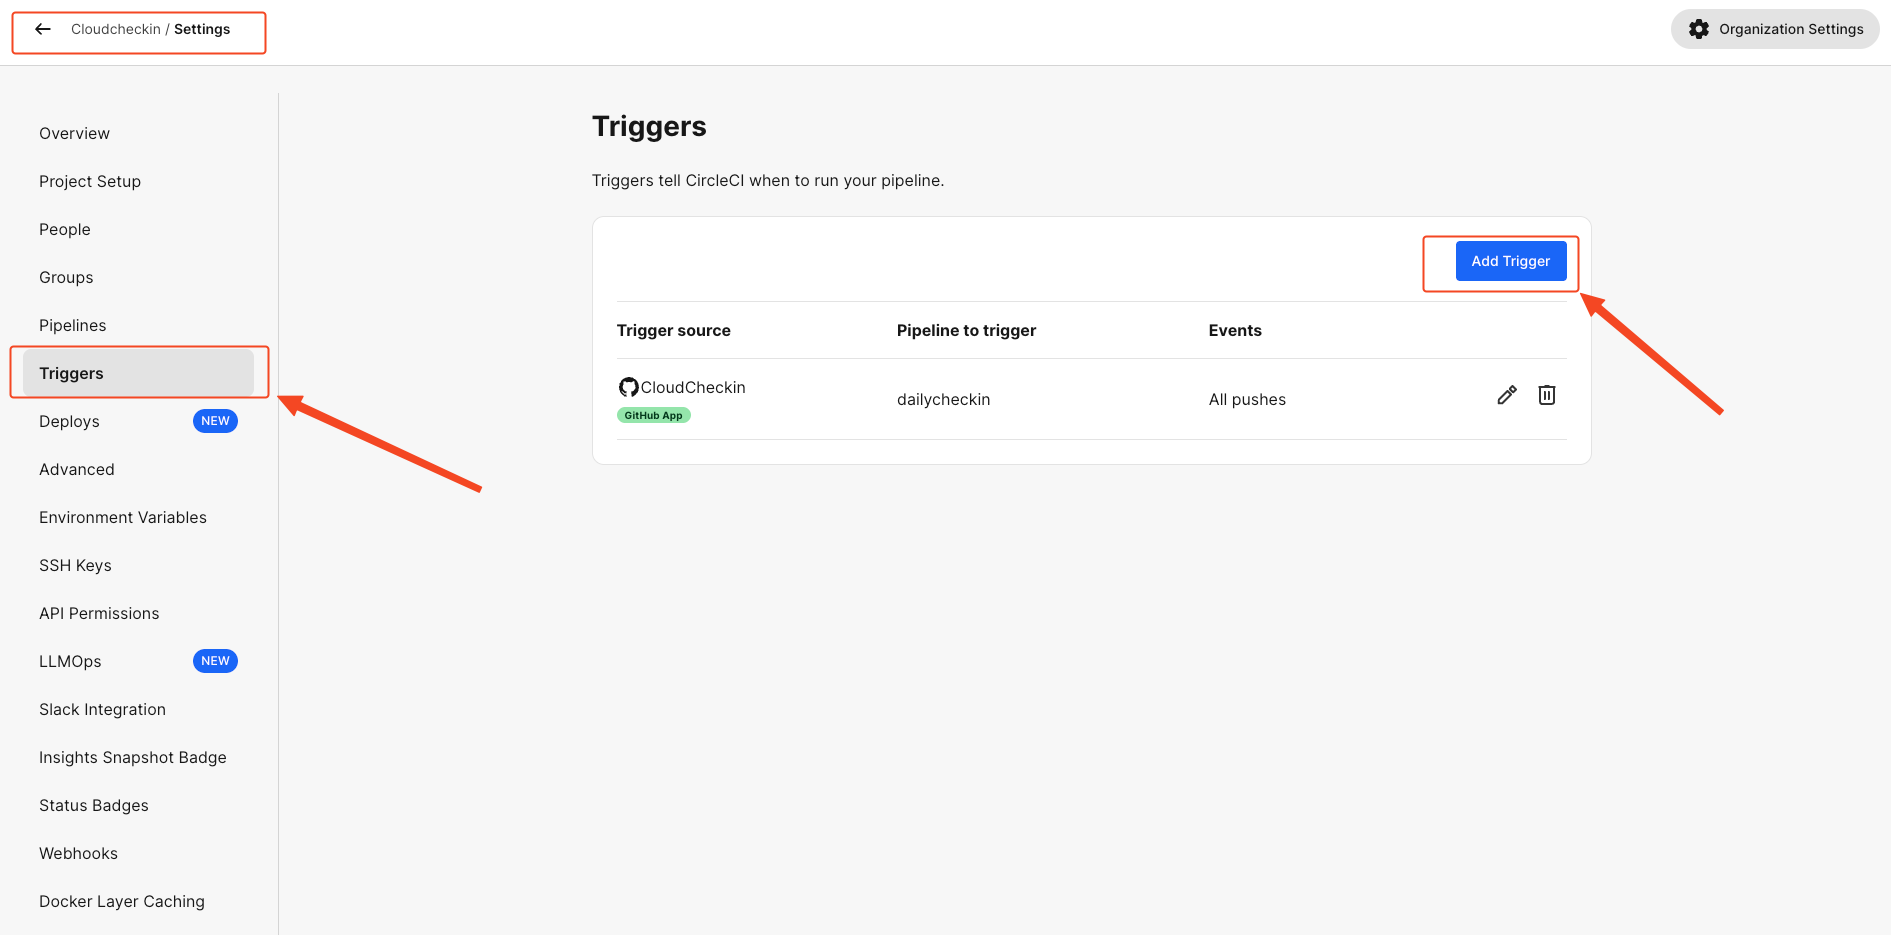 Cloudcheckin / Settings
Organization Settings
Overview
Project Setup
People
Groups
Pipelines
Triggers
Deploys NEW
Advanced
Environment Variables
SSH Keys
API Permissions
LLMOps NEW
Slack Integration
Insights Snapshot Badge
Status Badges
Webhooks
Docker Layer Caching
Triggers
Triggers tell CircleCI when to run your pipeline.
Add Trigger
Trigger source Pipeline to trigger Events
CloudCheckin
GitHub App
dailycheckin
All pushes